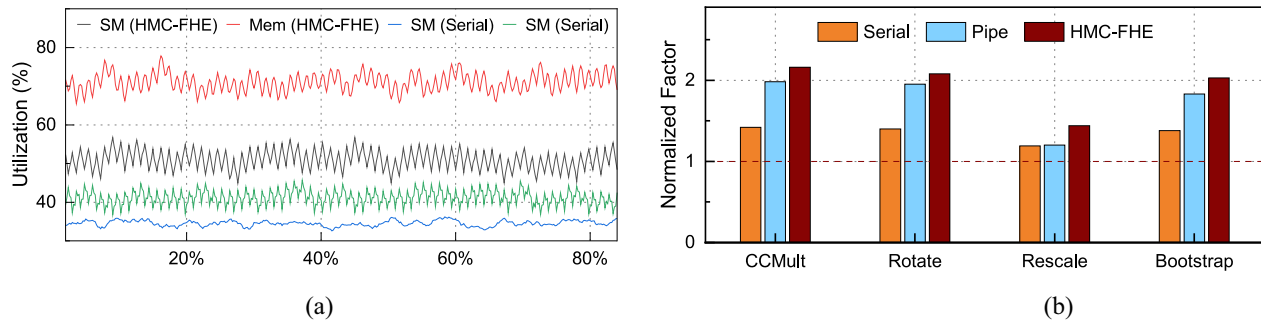 SM (HMC-FHE) Mem (HMC-FHE) SM (Serial) SM (Serial)
80
60
40
Utilization (%)
20% 40% 60% 80%
(a)
Serial Pipe HMC-FHE
2
1
0
Normalized Factor
CCMult Rotate Rescale Bootstrap
(b)